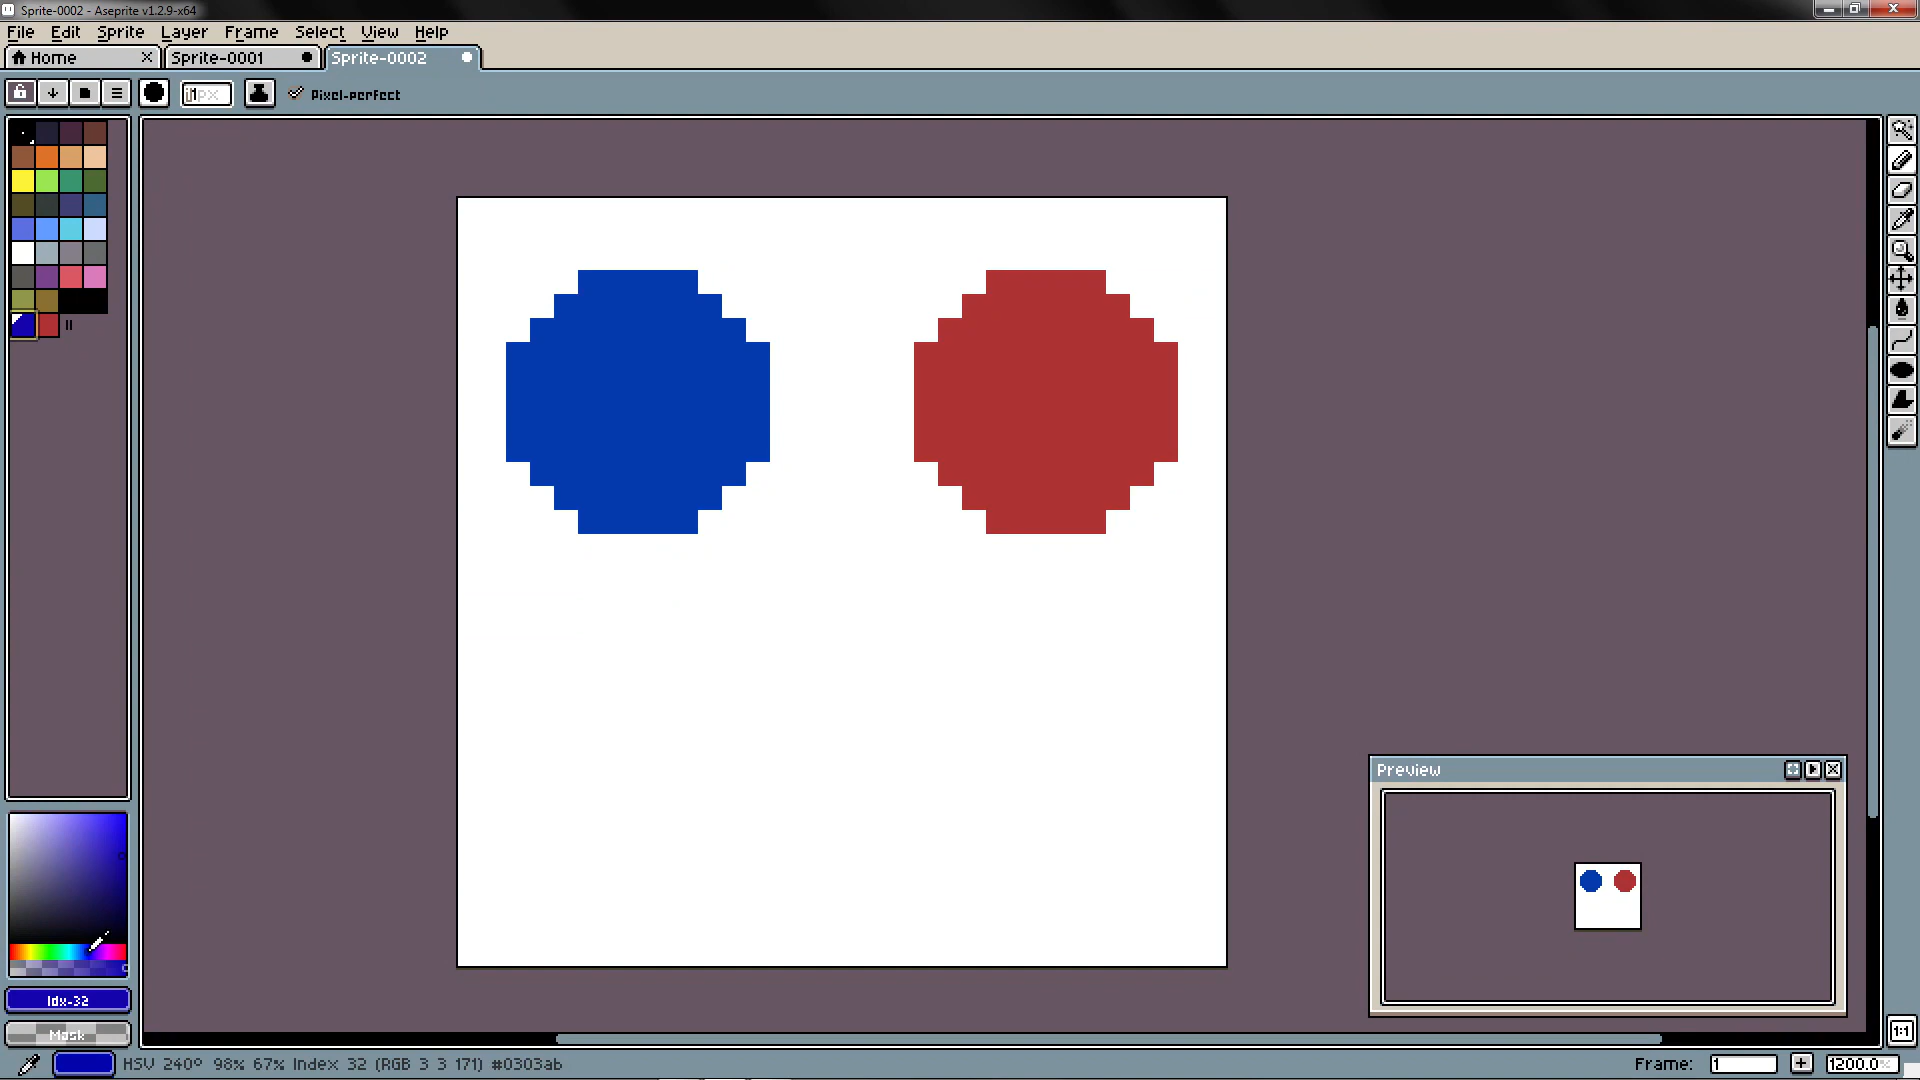 Sprite-0002 - Aseprite v1.2.9-x64
File Edit Sprite Layer Frame Select View Help
Home Sprite-0001 Sprite-0002
Pixel-perfect
Preview
Idx-32
Mask
1:1
HSV 240° 98% 67% Index 32 (RGB 3 3 171) #0303ab
Frame: 1 1200.0